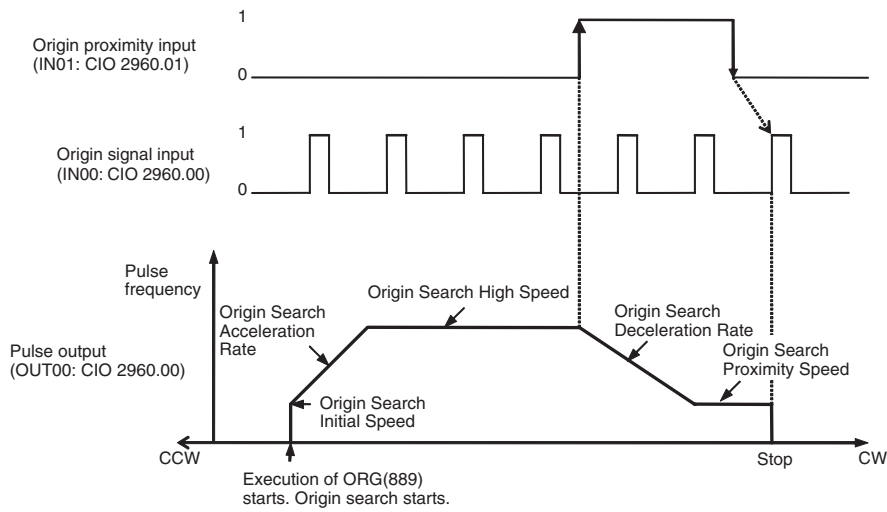 1
Origin proximity input
(IN01: CIO 2960.01)
0
1
Origin signal input
(IN00: CIO 2960.00)
0
Pulse
frequency
Origin Search
Acceleration
Rate
Origin Search High Speed
Origin Search
Deceleration Rate
Pulse output
(OUT00: CIO 2960.00)
Origin Search
Proximity Speed
Origin Search
Initial Speed
CCW
Stop
CW
Execution of ORG(889)
starts. Origin search starts.